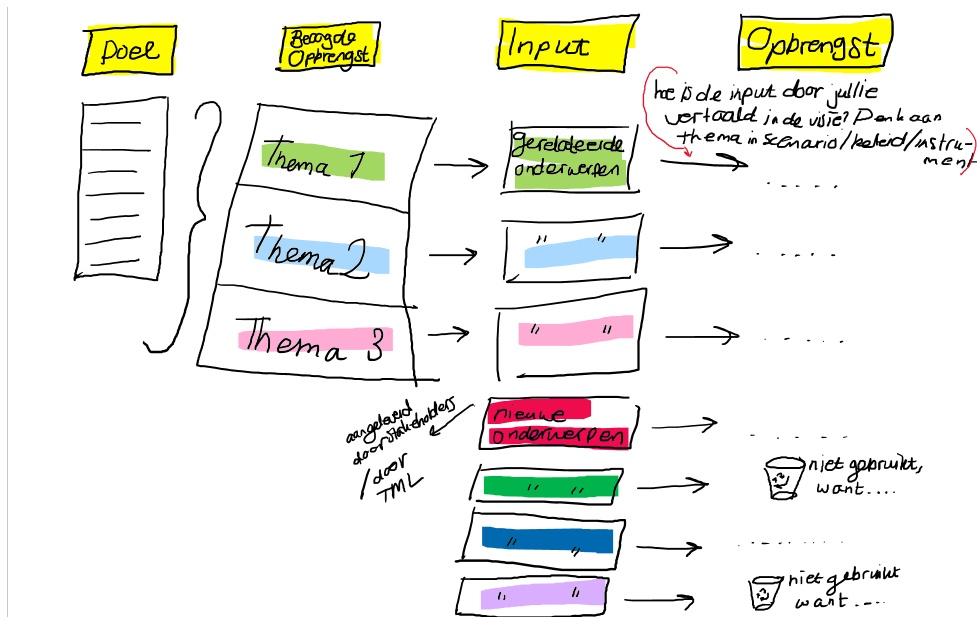 Doel
Beoogde
Opbrengst
Input
Opbrengst
hoe is de input door jullie
vertaald in de visie? Denk aan
thema in scenario/beleid/instru-
ment
Thema 1
gerelateerde
onderwerpen
.....
Thema 2
" "
.....
Thema 3
" "
.....
aangeleverd
door stakeholders
/door
TML
nieuwe
onderwerpen
.......
" "
niet gebruikt,
want....
" "
........
" "
niet gebruikt
want....